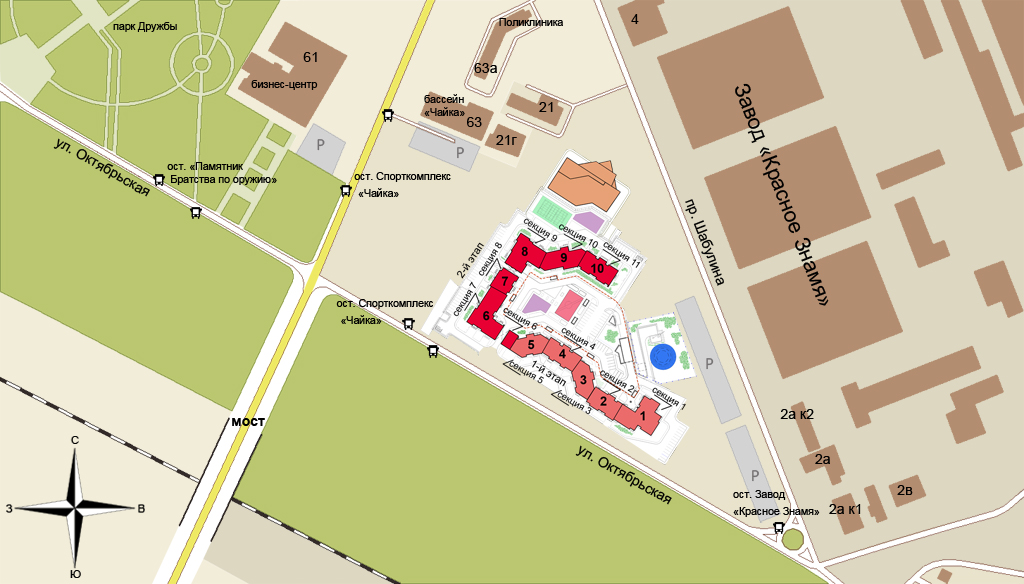 парк Дружбы
61
бизнес-центр
Поликлиника
63а
4
бассейн
«Чайка»
63
21
21г
P
P
Завод «Красное Знамя»
ул. Октябрьская
ост. «Памятник
Братства по оружию»
ост. Спорткомплекс
«Чайка»
пр. Шабулина
секция 9
секция 10
секция 11
2-й этап
секция 8
секция 7
8
9
10
7
6
ост. Спорткомплекс
«Чайка»
секция 6
секция 4
5
4
3
2
1
1-й этап
секция 5
секция 3
секция 2
секция 1
P
мост
ул. Октябрьская
P
2а к2
2а
2в
2а к1
ост. Завод
«Красное Знамя»
С
З
В
Ю